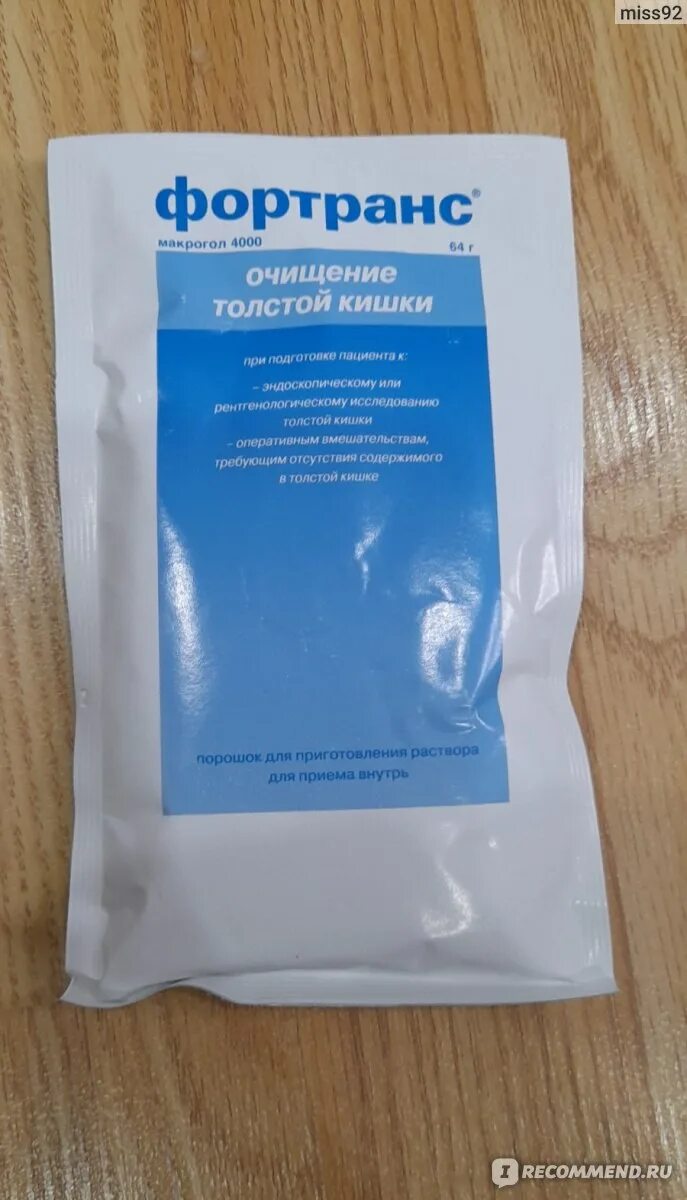 miss92
фортранс®
макрогол 4000 64 г
очищение
толстой кишки
при подготовке пациента к:
– эндоскопическому или
рентгенологическому исследованию
толстой кишки
– оперативным вмешательствам,
требующим отсутствия содержимого
в толстой кишке
порошок для приготовления раствора
для приема внутрь
I RECOMMEND.RU